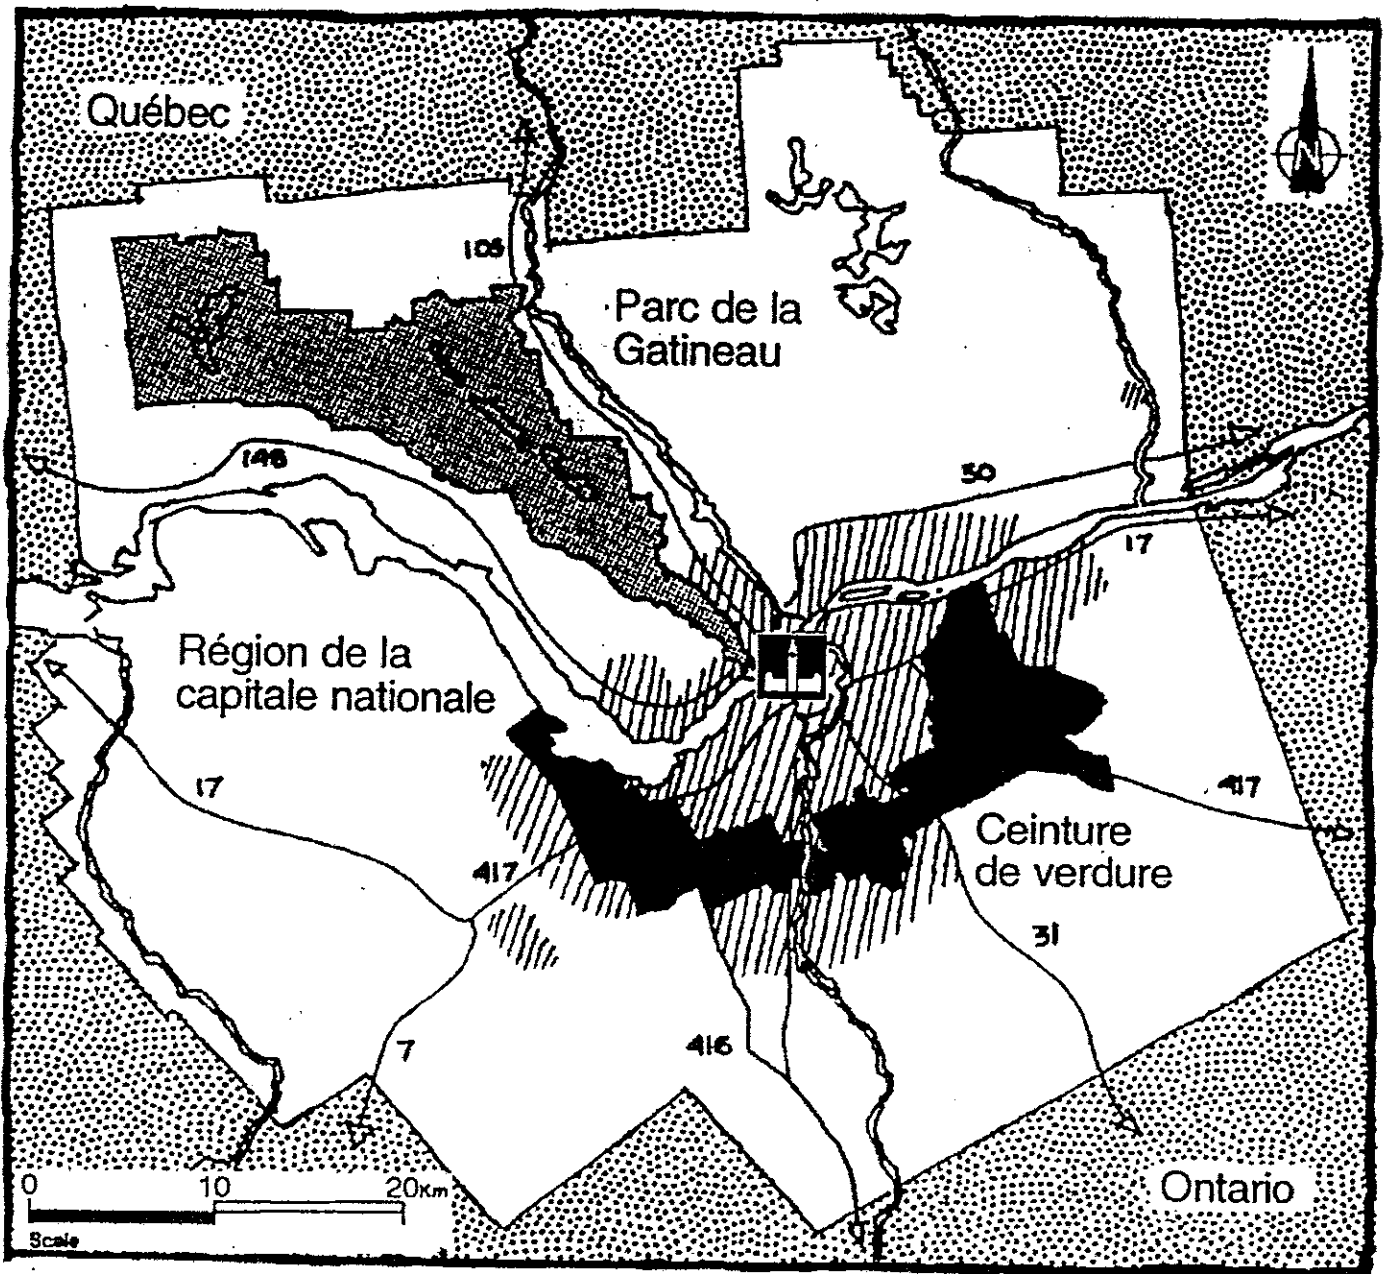 Québec
N
105
Parc de la
Gatineau
148
50
17
Région de la
capitale nationale
17
417
417
Ceinture
de verdure
31
7
416
0 10 20Km
Scale
Ontario